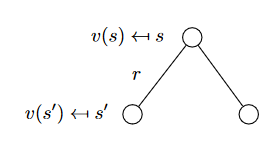 v(s) ↤ s
r
v(s′) ↤ s′